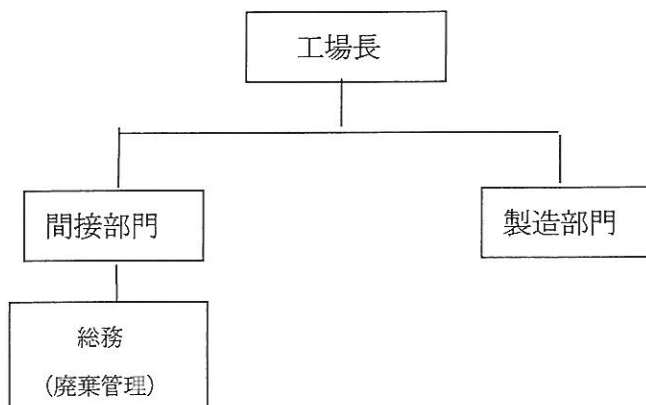 工場長
間接部門
製造部門
総務
(廃棄管理)